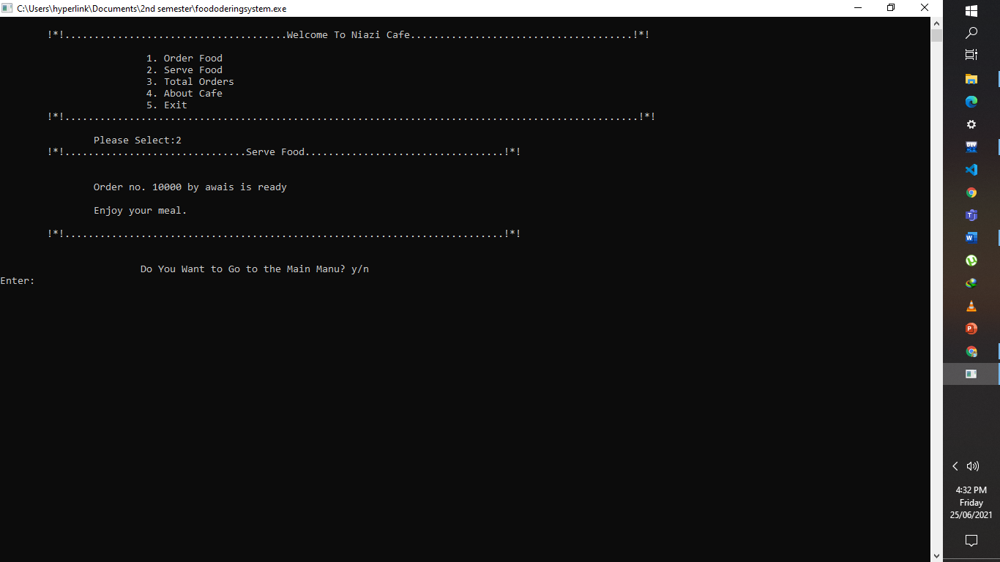 C:\Users\hyperlink\Documents\2nd semester\foododeringsystem.exe
!*!......................................Welcome To Niazi Cafe......................................!*!
1. Order Food
2. Serve Food
3. Total Orders
4. About Cafe
5. Exit
!*!..................................................................................................!*!
Please Select:2
!*!...............................Serve Food..................................!*!
Order no. 10000 by awais is ready
Enjoy your meal.
!*!...........................................................................!*!
Do You Want to Go to the Main Manu? y/n
Enter:
4:32 PM
Friday
25/06/2021